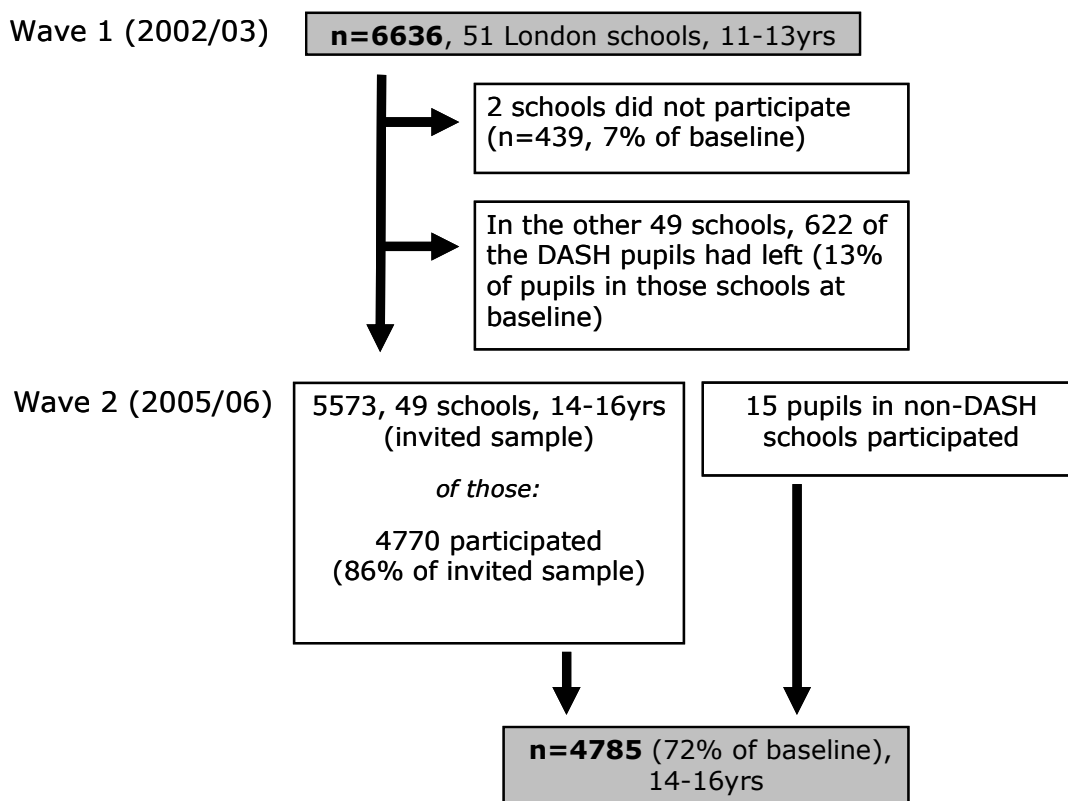 Wave 1 (2002/03)
n=6636, 51 London schools, 11-13yrs
2 schools did not participate
(n=439, 7% of baseline)
In the other 49 schools, 622 of
the DASH pupils had left (13%
of pupils in those schools at
baseline)
Wave 2 (2005/06)
5573, 49 schools, 14-16yrs
(invited sample)
of those:
4770 participated
(86% of invited sample)
15 pupils in non-DASH
schools participated
n=4785 (72% of baseline),
14-16yrs